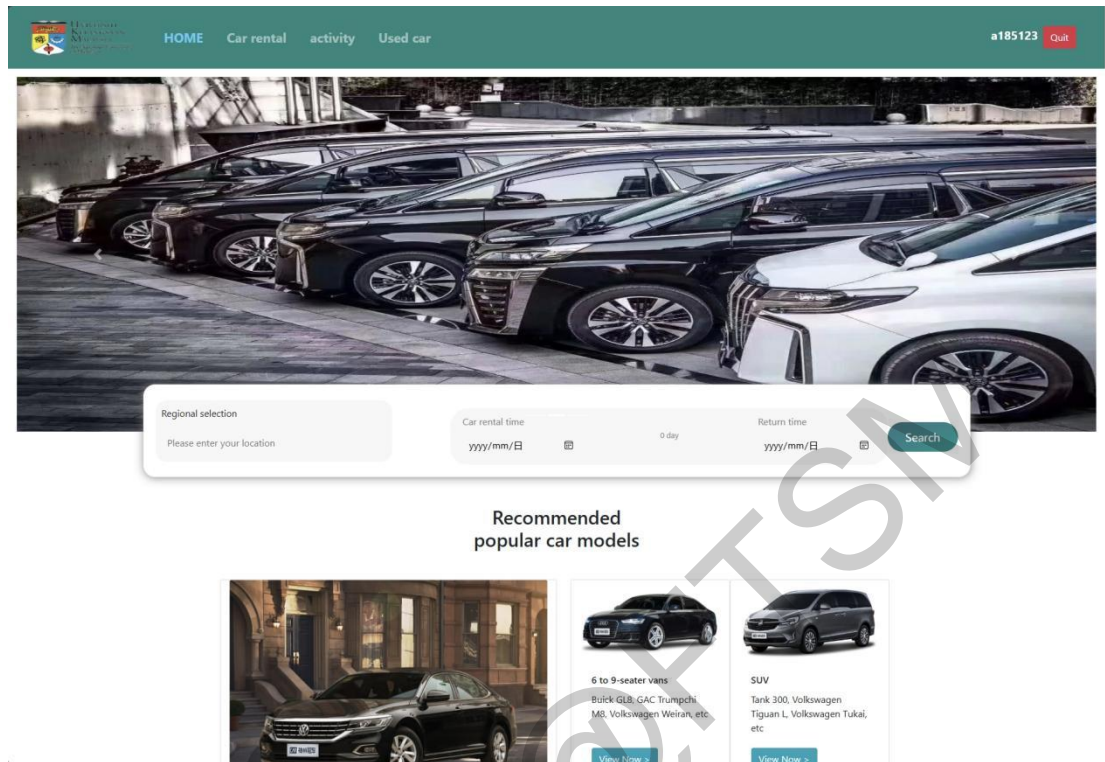 HOME Car rental activity Used car
a185123 Quit
Regional selection
Please enter your location
Car rental time
yyyy/mm/日
0 day
Return time
yyyy/mm/日
Search
Recommended
popular car models
6 to 9-seater vans
Buick GL8, GAC Trumpchi
M8, Volkswagen Weiran, etc
View Now >
SUV
Tank 300, Volkswagen
Tiguan L, Volkswagen Tukai,
etc
View Now >
@FTSM